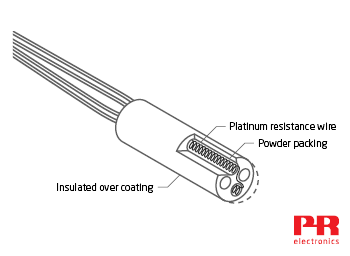 Platinum resistance wire
Powder packing
Insulated over coating
PR
electronics